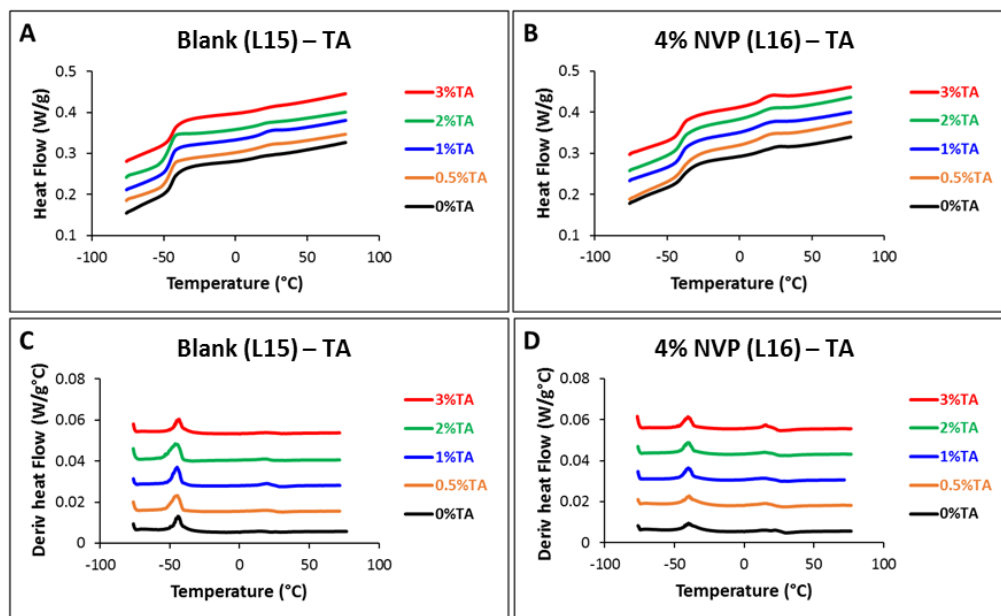 A
Blank (L15) – TA
0.5
0.4
0.3
0.2
0.1
Heat Flow (W/g)
-100
-50
0
50
100
Temperature (°C)
3%TA
2%TA
1%TA
0.5%TA
0%TA
B
4% NVP (L16) – TA
0.5
0.4
0.3
0.2
0.1
Heat Flow (W/g)
-100
-50
0
50
100
Temperature (°C)
3%TA
2%TA
1%TA
0.5%TA
0%TA
C
Blank (L15) – TA
0.08
0.06
0.04
0.02
0
Deriv heat Flow (W/g°C)
-100
-50
0
50
100
Temperature (°C)
3%TA
2%TA
1%TA
0.5%TA
0%TA
D
4% NVP (L16) – TA
0.08
0.06
0.04
0.02
0
Deriv heat Flow (W/g°C)
-100
-50
0
50
100
Temperature (°C)
3%TA
2%TA
1%TA
0.5%TA
0%TA